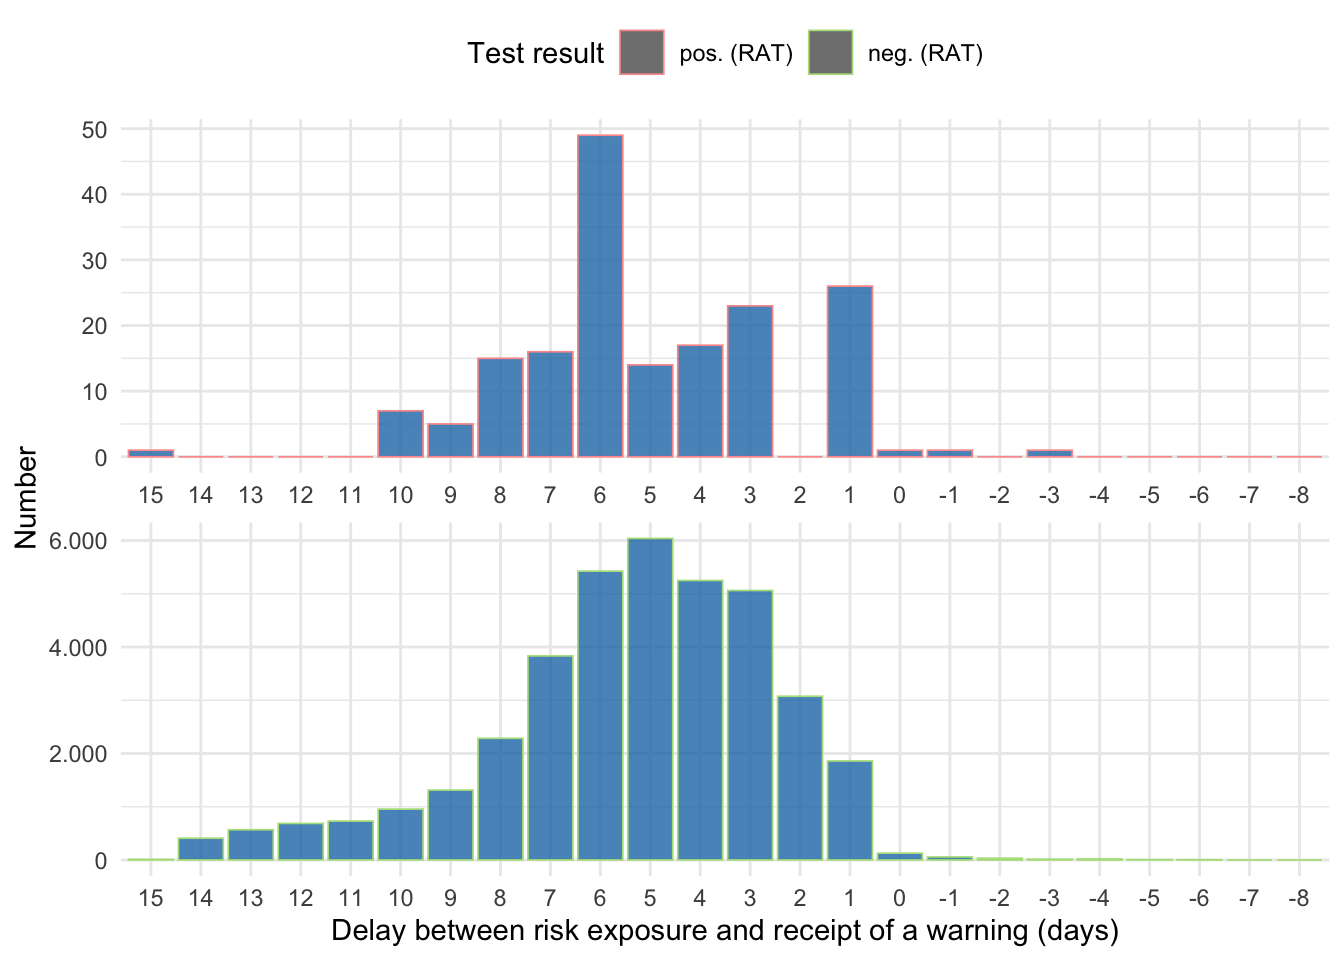 Test result pos. (RAT) neg. (RAT)
50
40
30
20
10
0
15 14 13 12 11 10 9 8 7 6 5 4 3 2 1 0 -1 -2 -3 -4 -5 -6 -7 -8
Number
6.000
4.000
2.000
0
15 14 13 12 11 10 9 8 7 6 5 4 3 2 1 0 -1 -2 -3 -4 -5 -6 -7 -8
Delay between risk exposure and receipt of a warning (days)